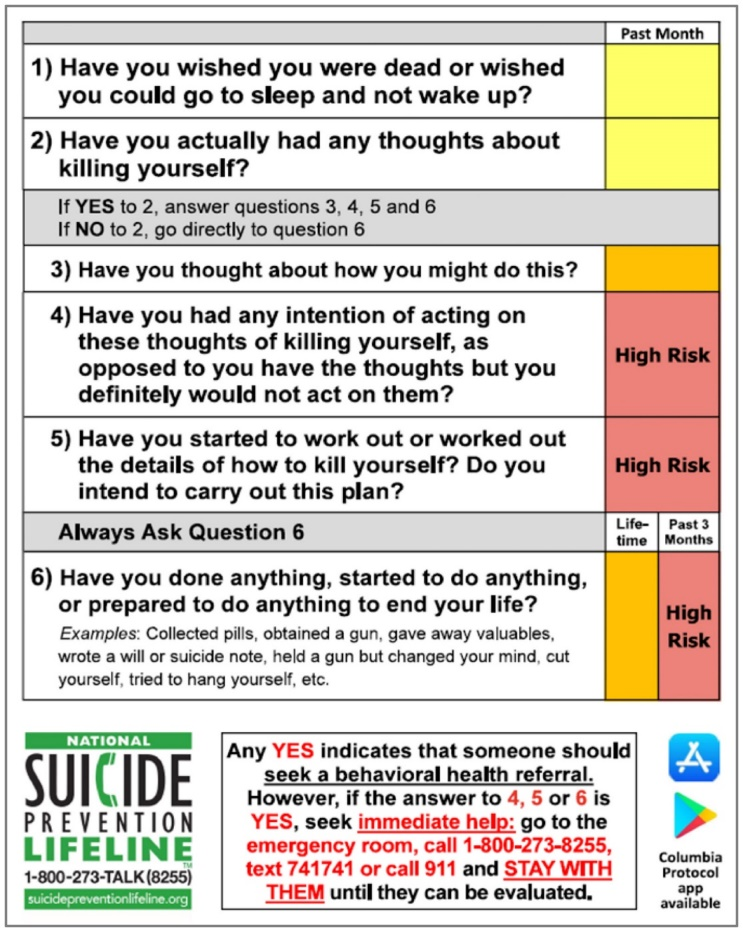 Past Month
1) Have you wished you were dead or wished
you could go to sleep and not wake up?
2) Have you actually had any thoughts about
killing yourself?
If YES to 2, answer questions 3, 4, 5 and 6
If NO to 2, go directly to question 6
3) Have you thought about how you might do this?
4) Have you had any intention of acting on
these thoughts of killing yourself, as
opposed to you have the thoughts but you
definitely would not act on them?
High Risk
5) Have you started to work out or worked out
the details of how to kill yourself? Do you
intend to carry out this plan?
High Risk
Always Ask Question 6
Life-
time
Past 3
Months
6) Have you done anything, started to do anything,
or prepared to do anything to end your life?
Examples: Collected pills, obtained a gun, gave away valuables,
wrote a will or suicide note, held a gun but changed your mind, cut
yourself, tried to hang yourself, etc.
High
Risk
NATIONAL
SUICIDE
PREVENTION
LIFELINE™
1-800-273-TALK (8255)
suicidepreventionlifeline.org
Any YES indicates that someone should
seek a behavioral health referral.
However, if the answer to 4, 5 or 6 is
YES, seek immediate help: go to the
emergency room, call 1-800-273-8255,
text 741741 or call 911 and STAY WITH
THEM until they can be evaluated.
Columbia
Protocol
app
available